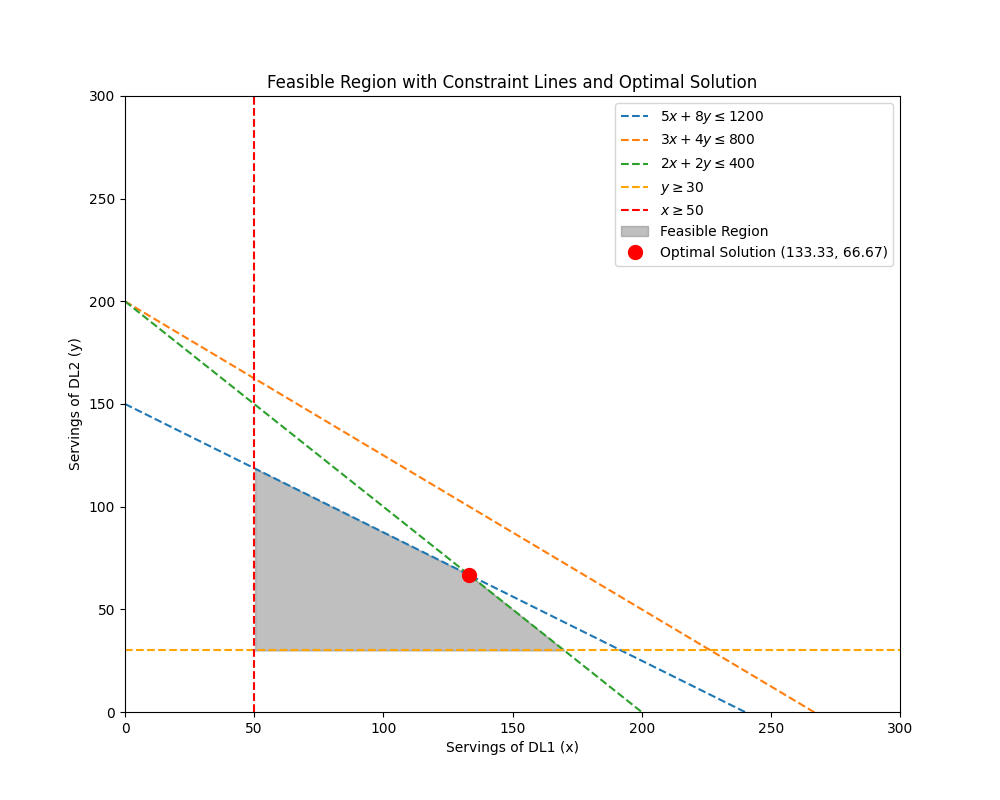 Feasible Region with Constraint Lines and Optimal Solution
5x + 8y ≤ 1200
3x + 4y ≤ 800
2x + 2y ≤ 400
y ≥ 30
x ≥ 50
Feasible Region
Optimal Solution (133.33, 66.67)
Servings of DL2 (y)
300
250
200
150
100
50
0
0 50 100 150 200 250 300
Servings of DL1 (x)